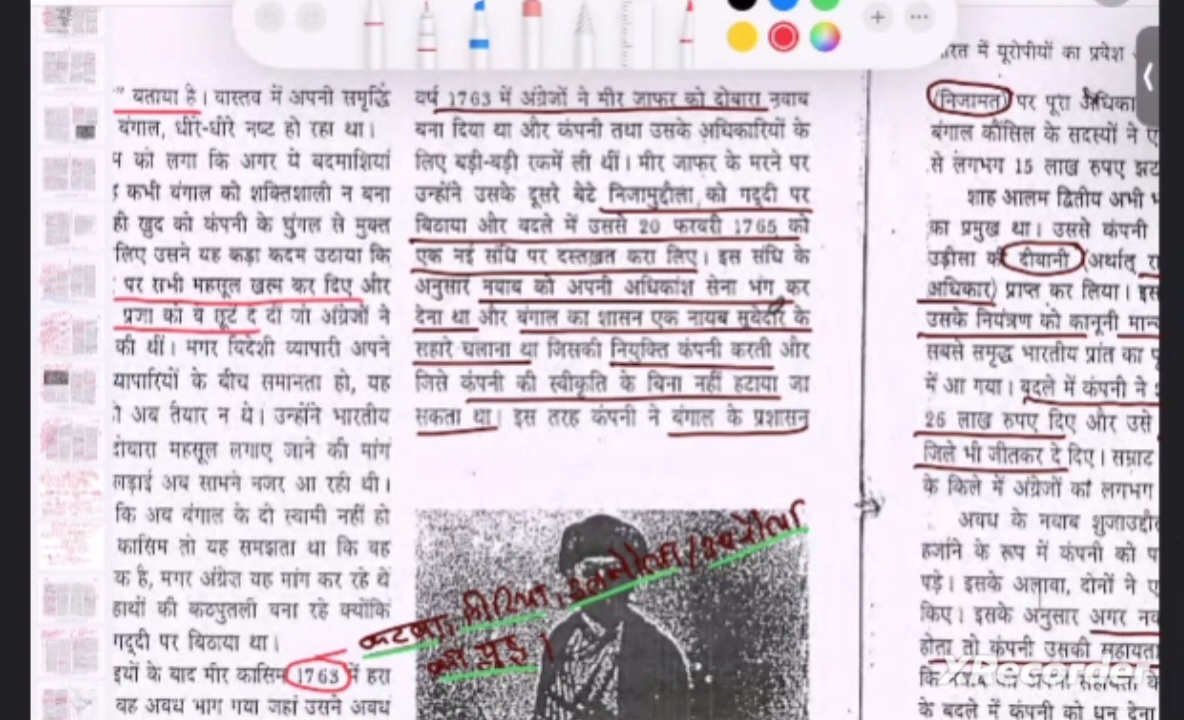 " बताया है। वास्तव में अपनी समृद्धि
बंगाल, धीरे-धीरे नष्ट हो रहा था।
को लगा कि अगर ये बदमाशियां
कभी बंगाल को शक्तिशाली न बना
ही खुद को कंपनी के चुंगल से मुक्त
लिए उसने यह कड़ा कदम उठाया कि
पर सभी महसूल खत्म कर दिए और
प्रजा को वे छूटें दे दीं जो अंग्रेजों ने
की थीं। मगर विदेशी व्यापारी अपने
यापारियों के बीच समानता हो, यह
अब तैयार न थे। उन्होंने भारतीय
दोबारा महसूल लगाए जाने की मांग
लड़ाई अब सामने नजर आ रही थी।
कि अब बंगाल के दो स्वामी नहीं हो
कासिम तो यह समझता था कि वह
क है, मगर अंग्रेज यह मांग कर रहे थे
हाथों की कठपुतली बना रहे क्योंकि
गद्दी पर बिठाया था।
इयों के बाद मीर कासिम 1763 में हरा
वह अवध भाग गया जहां उसने अवध
वर्ष 1763 में अंग्रेजों ने मीर जाफर को दोबारा नवाब
बना दिया था और कंपनी तथा उसके अधिकारियों के
लिए बड़ी-बड़ी रकमें ली थीं। मीर जाफर के मरने पर
उन्होंने उसके दूसरे बेटे निजामुद्दौला को गद्दी पर
बिठाया और बदले में उससे 20 फरवरी 1765 को
एक नई संधि पर दस्तख़त करा लिए। इस संधि के
अनुसार नवाब को अपनी अधिकांश सेना भंग कर
देना था और बंगाल का शासन एक नायब सूबेदार के
सहारे चलाना था जिसकी नियुक्ति कंपनी करती और
जिसे कंपनी की स्वीकृति के बिना नहीं हटाया जा
सकता था। इस तरह कंपनी ने बंगाल के प्रशासन
का युद्ध।
ारत में यूरोपीयों का प्रवेश
(निजामत) पर पूरा अधिका
बंगाल कौंसिल के सदस्यों ने ए
से लगभग 15 लाख रुपए झट
शाह आलम द्वितीय अभी भ
का प्रमुख था। उससे कंपनी
उड़ीसा की दीवानी (अर्थात् रा
अधिकार) प्राप्त कर लिया। इस
उसके नियंत्रण को कानूनी मान्य
सबसे समृद्ध भारतीय प्रांत का पू
में आ गया। बदले में कंपनी ने
26 लाख रुपए दिए और उसे
जिले भी जीतकर दे दिए। सम्राट
के किले में अंग्रेजों का लगभग
अवध के नवाब शुजाउद्दी
हर्जाने के रूप में कंपनी को प
पड़े। इसके अलावा, दोनों ने ए
किए। इसके अनुसार अगर नव
होता तो कंपनी उसकी सहायता
के बदले में कंपनी को धन देना
XRecorder